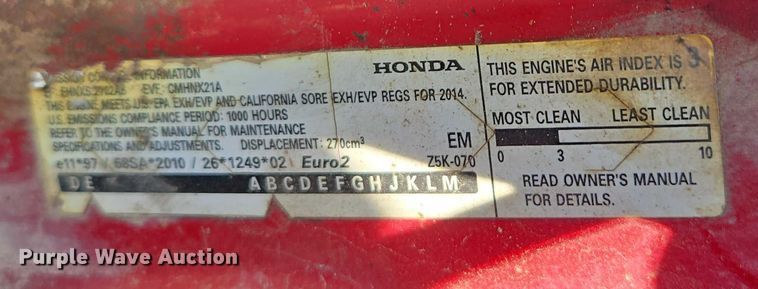 CONTROL INFORMATION
EVF: CMHNX21A
THIS ENGINE MEETS U.S. EPA EXH/EVP AND CALIFORNIA SORE EXH/EVP REGS FOR 2014.
U.S. EMISSIONS COMPLIANCE PERIOD: 1000 HOURS
REFER TO THE OWNER'S MANUAL FOR MAINTENANCE
SPECIFICATIONS AND ADJUSTMENTS. DISPLACEMENT: 270cm³
e11*97 / 68SA*2010 / 26*1249*02 Euro2
D E A B C D E F G H J K L M
HONDA
EM
Z5K-070
THIS ENGINE'S AIR INDEX IS 3
FOR EXTENDED DURABILITY.
MOST CLEAN LEAST CLEAN
0 3 10
READ OWNER'S MANUAL
FOR DETAILS.
Purple Wave Auction